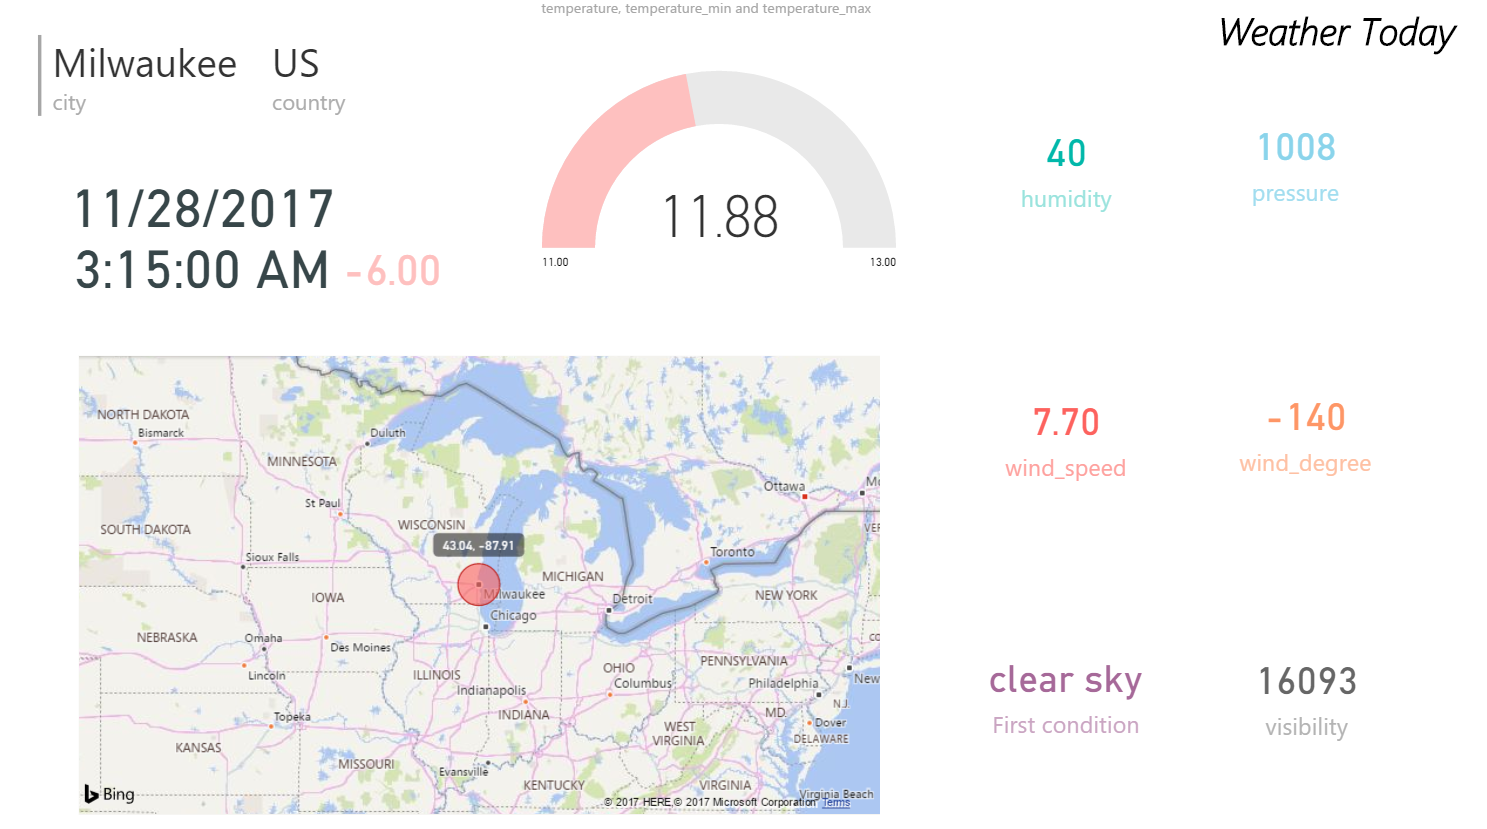 temperature, temperature_min and temperature_max
Weather Today
Milwaukee US
city country
11/28/2017
3:15:00 AM -6.00
11.88
11.00 13.00
40 1008
humidity pressure
7.70 -140
wind_speed wind_degree
clear sky 16093
First condition visibility
NORTH DAKOTA
Bismarck
Duluth
MINNESOTA
St Paul
Ottawa
WISCONSIN
SOUTH DAKOTA
43.04, -87.91
Sioux Falls
Toronto
MICHIGAN
Milwaukee
IOWA
Detroit
NEW YORK
Chicago
NEBRASKA
Omaha
Des Moines
Lincoln
ILLINOIS
OHIO
PENNSYLVANIA
Indianapolis
Columbus
Philadelphia
New
N.J.
INDIANA
MD.
Topeka
WEST
VIRGINIA
Dover
DELAWARE
KANSAS
MISSOURI
Evansville
KENTUCKY
VIRGINIA
Virginia Beach
Bing
© 2017 HERE,© 2017 Microsoft Corporation Terms